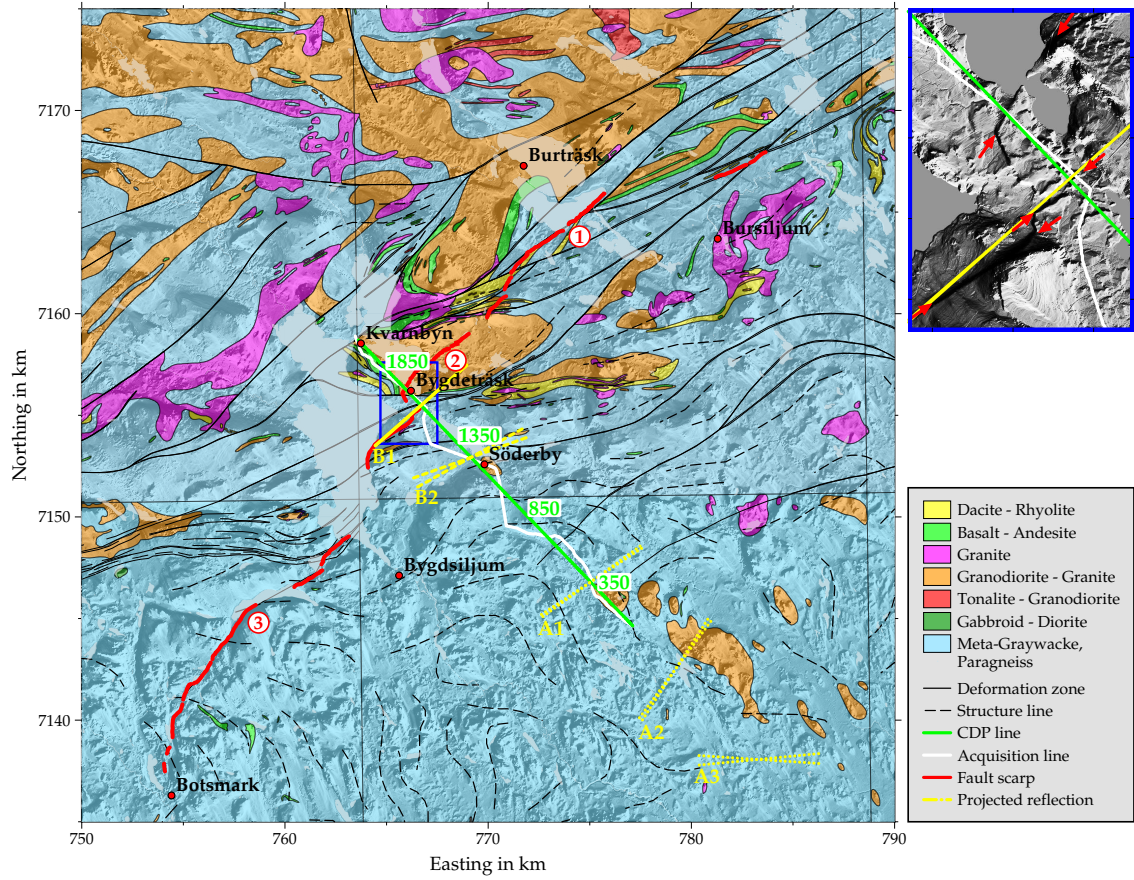 7170
7160
7150
7140
750
760
770
780
790
Northing in km
Easting in km
Burträsk
Bursiljum
1
Kvarnbyn
1850
2
Bygdeträsk
1350
B1
Söderby
B2
850
Bygdsiljum
350
A1
3
A2
A3
Botsmark
Dacite - Rhyolite
Basalt - Andesite
Granite
Granodiorite - Granite
Tonalite - Granodiorite
Gabbroid - Diorite
Meta-Graywacke,
Paragneiss
Deformation zone
Structure line
CDP line
Acquisition line
Fault scarp
Projected reflection